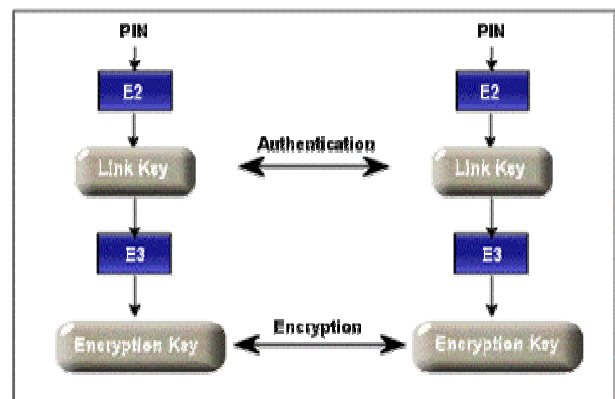 PIN
PIN
E2
E2
Authentication
Link Key
Link Key
E3
E3
Encryption
Encryption Key
Encryption Key